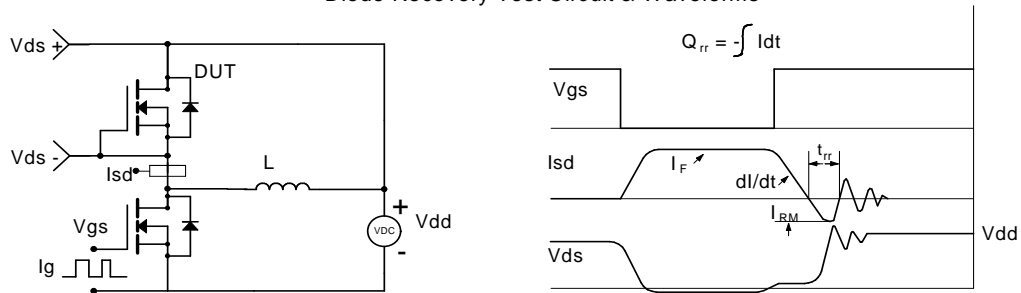 Diode Recovery Test Circuit & Waveforms
Vds +
DUT
Vds -
Isd
L
Vgs
Ig
+
VDC
-
Vdd
Q rr = -∫ Idt
Vgs
Isd
I F
dI/dt
t rr
I RM
Vds
Vdd